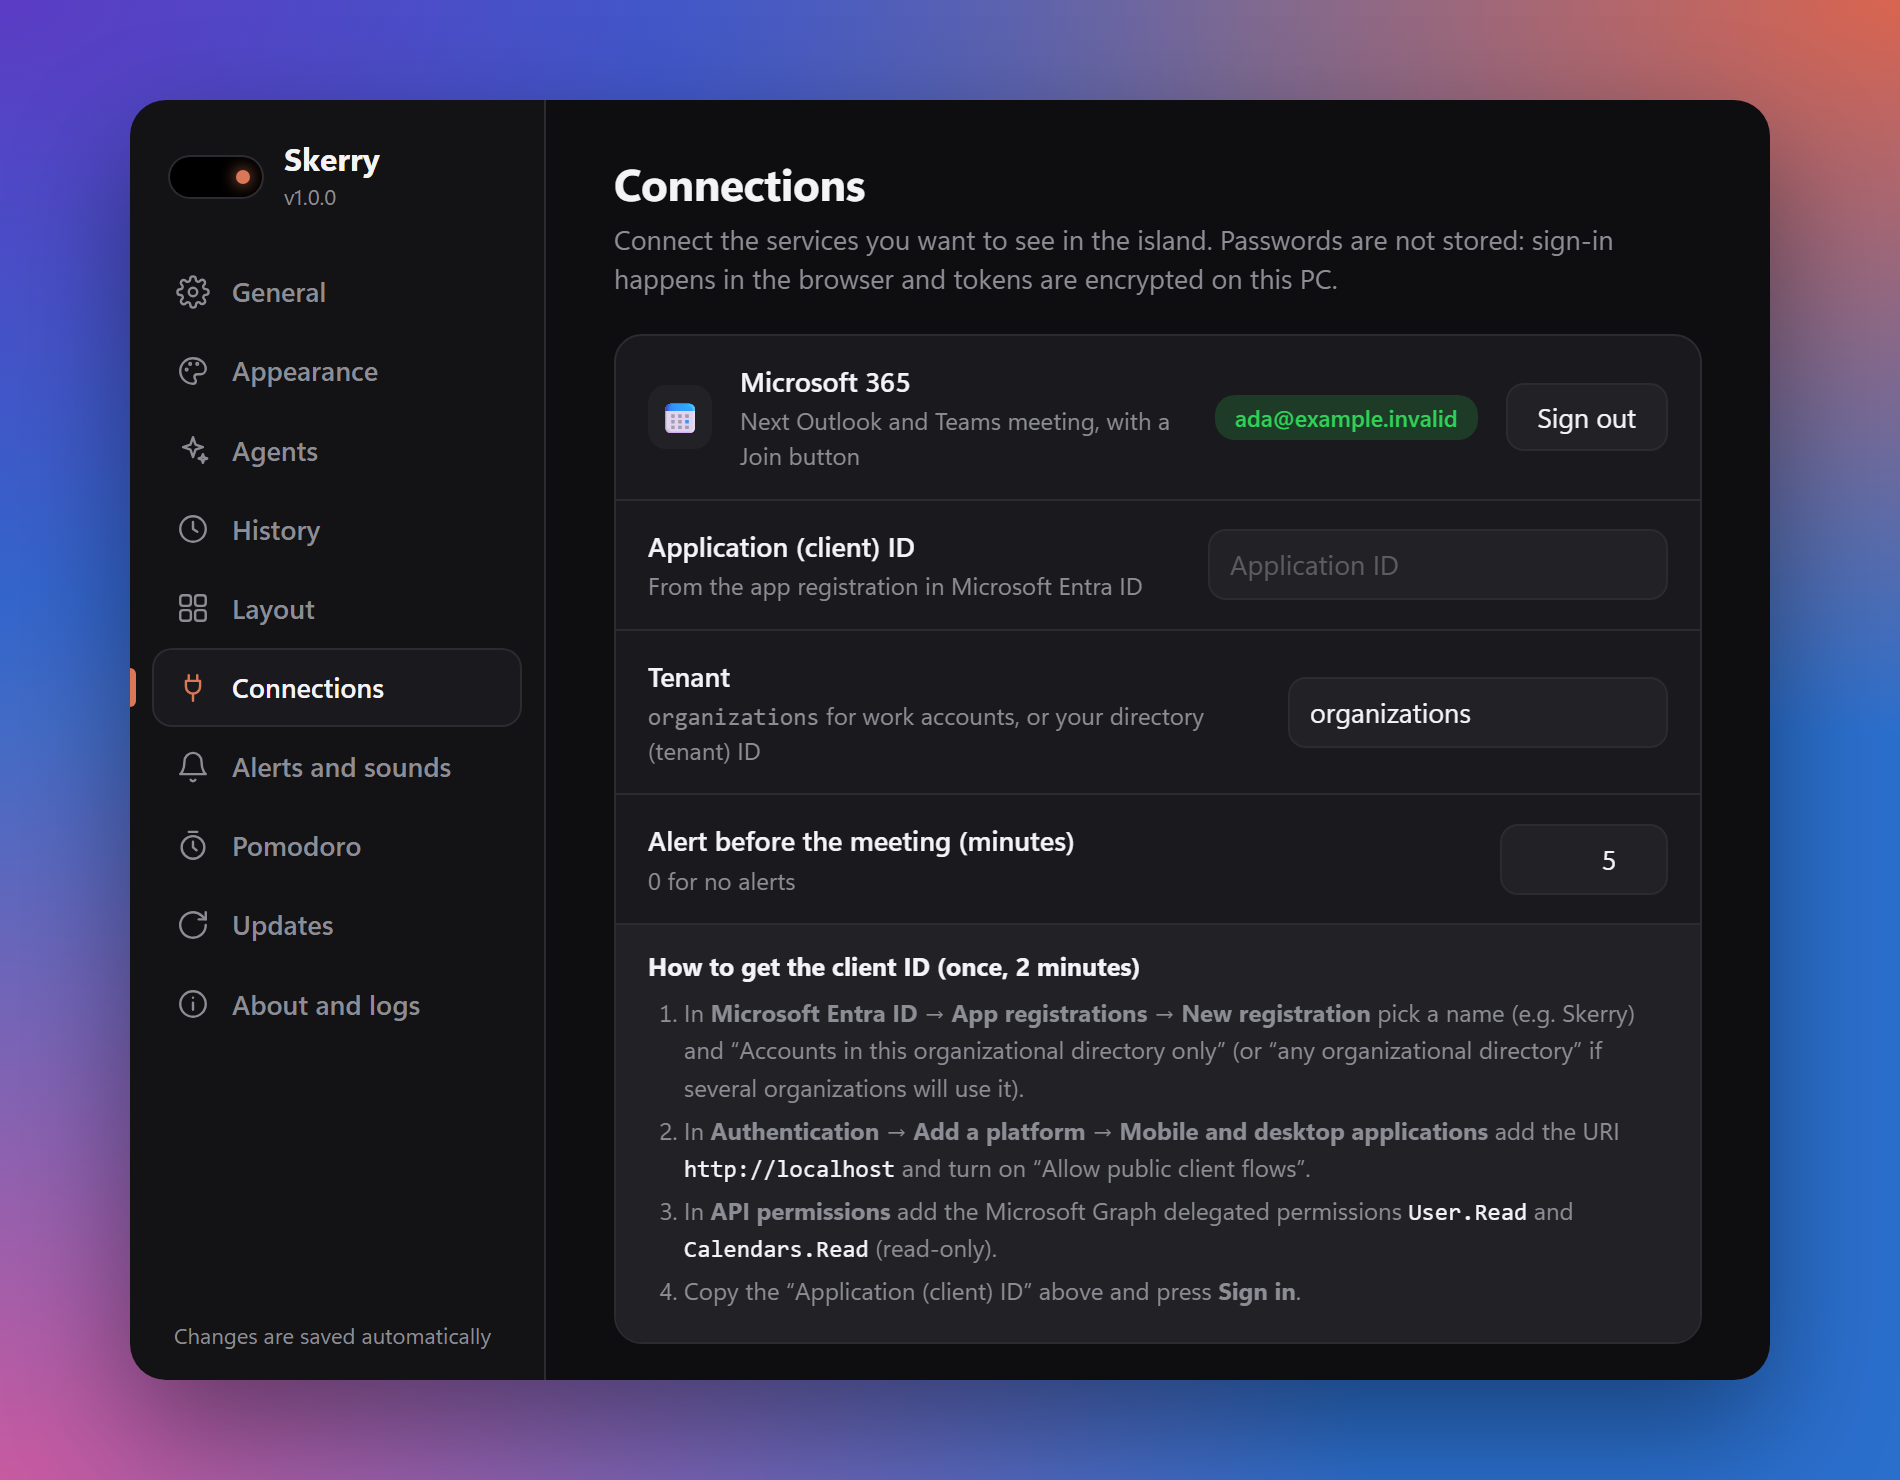 Skerry
v1.0.0
General
Appearance
Agents
History
Layout
Connections
Alerts and sounds
Pomodoro
Updates
About and logs
Changes are saved automatically
Connections
Connect the services you want to see in the island. Passwords are not stored: sign-in
happens in the browser and tokens are encrypted on this PC.
Microsoft 365
Next Outlook and Teams meeting, with a
Join button
ada@example.invalid
Sign out
Application (client) ID
From the app registration in Microsoft Entra ID
Application ID
Tenant
organizations for work accounts, or your directory
(tenant) ID
organizations
Alert before the meeting (minutes)
0 for no alerts
5
How to get the client ID (once, 2 minutes)
1. In Microsoft Entra ID → App registrations → New registration pick a name (e.g. Skerry)
and “Accounts in this organizational directory only” (or “any organizational directory” if
several organizations will use it).
2. In Authentication → Add a platform → Mobile and desktop applications add the URI
http://localhost and turn on “Allow public client flows”.
3. In API permissions add the Microsoft Graph delegated permissions User.Read and
Calendars.Read (read-only).
4. Copy the “Application (client) ID” above and press Sign in.